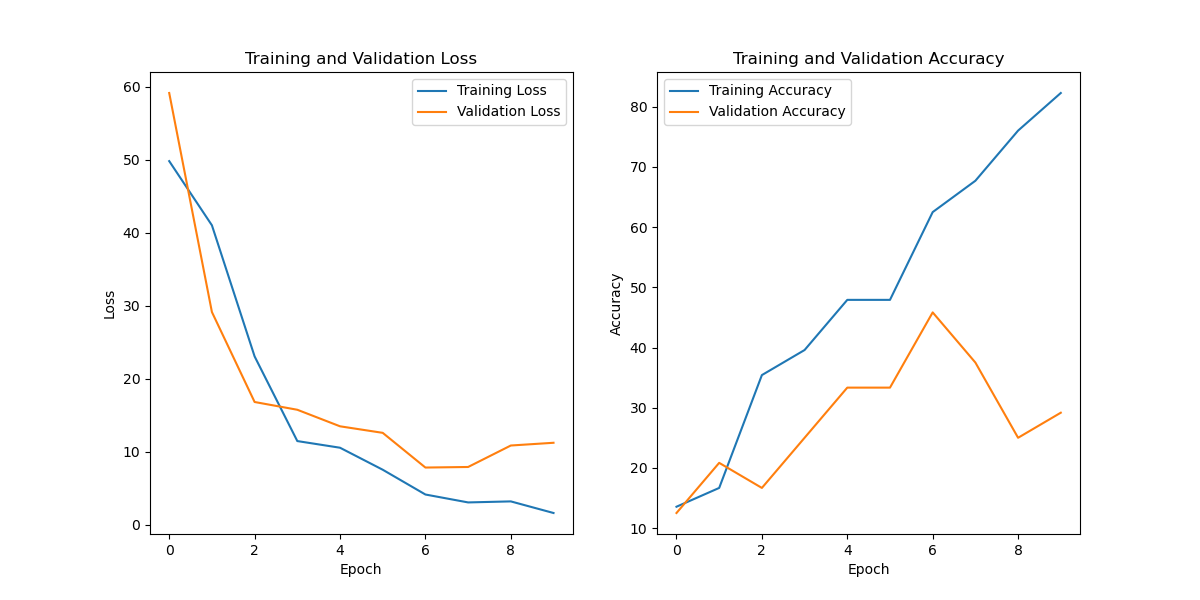 Training and Validation Loss
Training Loss
Validation Loss
60
50
40
30
20
10
0
Loss
0 2 4 6 8
Epoch
Training and Validation Accuracy
Training Accuracy
Validation Accuracy
80
70
60
50
40
30
20
10
Accuracy
0 2 4 6 8
Epoch